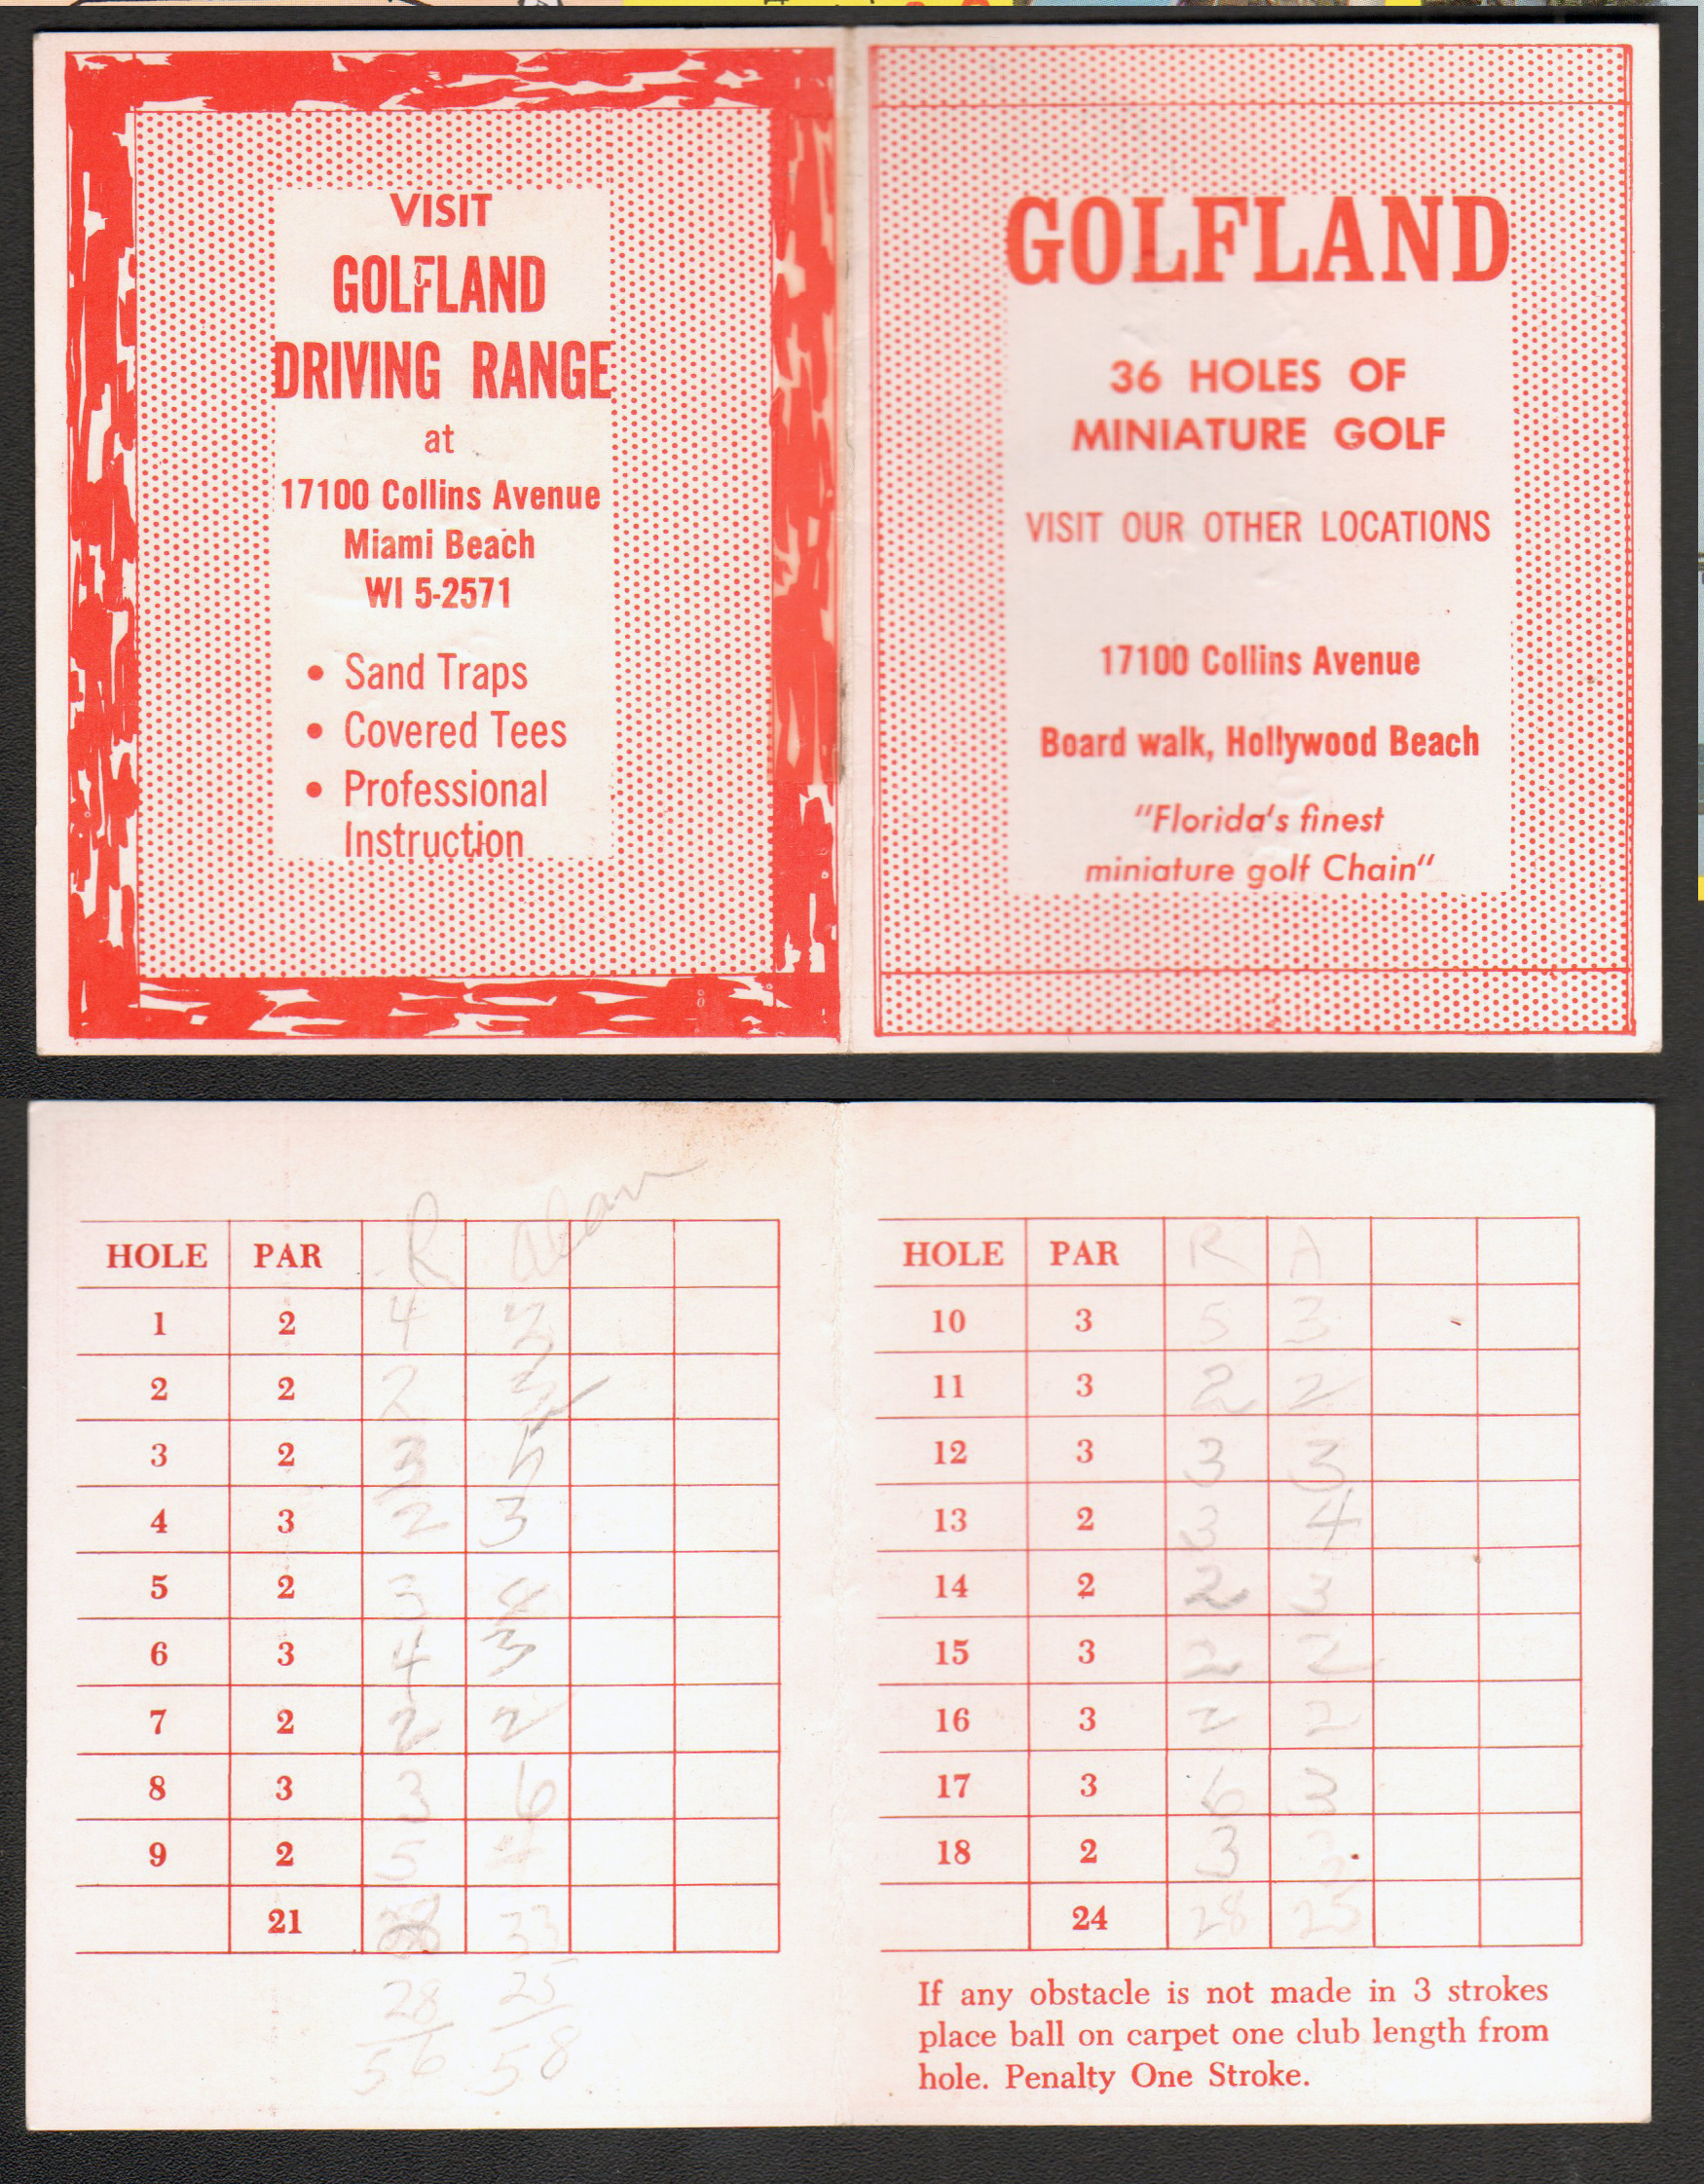 VISIT
GOLFLAND
DRIVING RANGE
at
17100 Collins Avenue
Miami Beach
WI 5-2571
• Sand Traps
• Covered Tees
• Professional
Instruction
GOLFLAND
36 HOLES OF
MINIATURE GOLF
VISIT OUR OTHER LOCATIONS
17100 Collins Avenue
Board walk, Hollywood Beach
"Florida's finest
miniature golf Chain"
HOLE PAR R Alan
1 2 4
2 2 2
3 2 3
4 3 2 3
5 2 3 4
6 3 4 3
7 2 2 2
8 3 3 6
9 2 5 4
21 33
28 25
56 58
HOLE PAR R A
10 3 5 3
11 3 2 2
12 3 3 3
13 2 3 4
14 2 2 3
15 3 2 2
16 3 2 2
17 3 6 3
18 2 3 3
24 28 25
If any obstacle is not made in 3 strokes
place ball on carpet one club length from
hole. Penalty One Stroke.